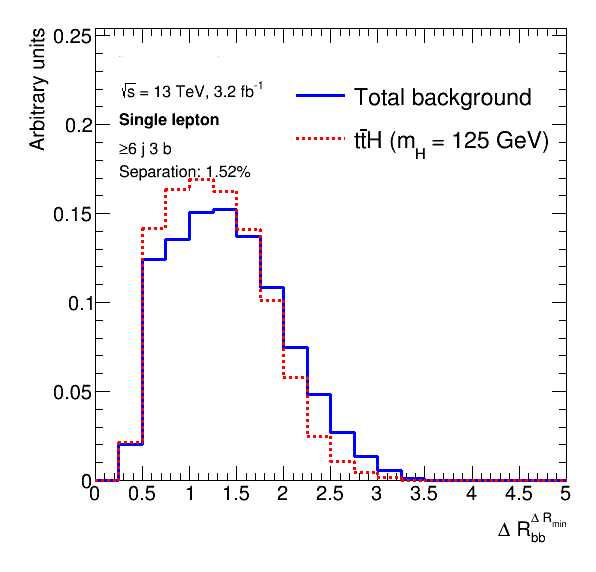 Arbitrary units
0.25
0.2
0.15
0.1
0.05
0
√s = 13 TeV, 3.2 fb⁻¹
Single lepton
≥6 j 3 b
Separation: 1.52%
Total background
tt̄H (m_H = 125 GeV)
0 0.5 1 1.5 2 2.5 3 3.5 4 4.5 5
Δ R_bb^Δ R_min